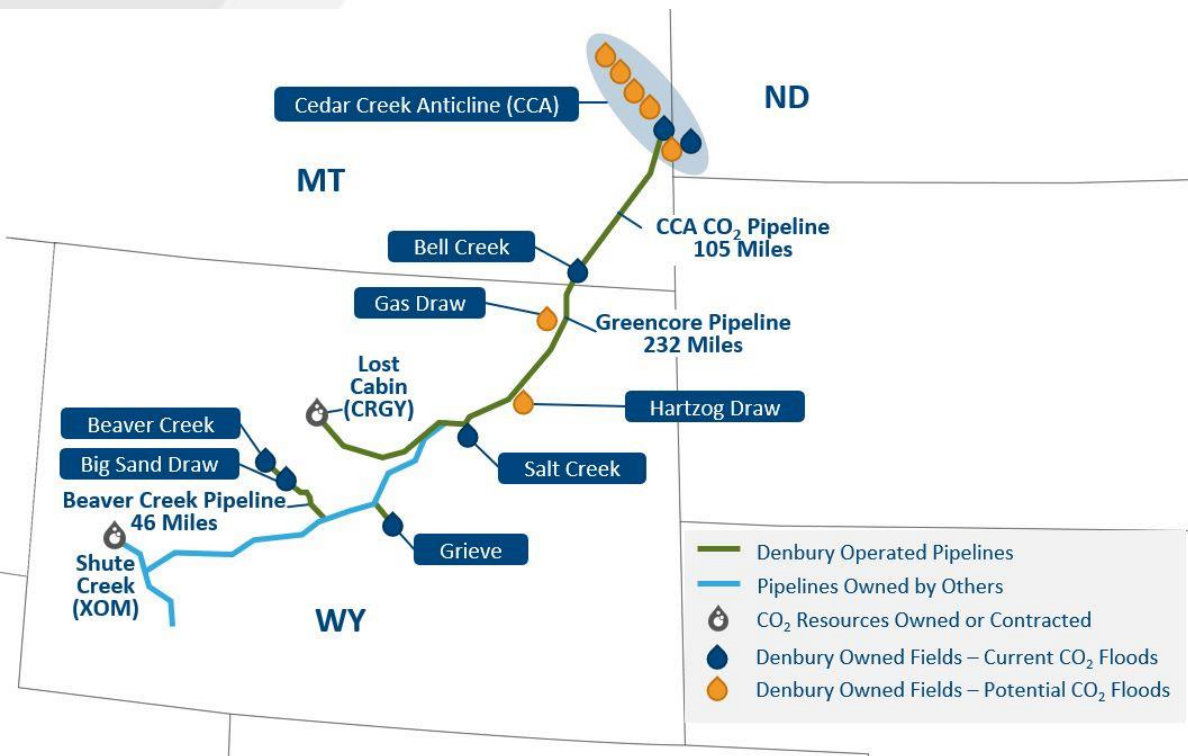 ND
Cedar Creek Anticline (CCA)
MT
CCA CO₂ Pipeline
105 Miles
Bell Creek
Gas Draw
Greencore Pipeline
232 Miles
Lost
Cabin
(CRGY)
Hartzog Draw
Beaver Creek
Big Sand Draw
Salt Creek
Beaver Creek Pipeline
46 Miles
Grieve
Shute
Creek
(XOM)
WY
Denbury Operated Pipelines
Pipelines Owned by Others
CO₂ Resources Owned or Contracted
Denbury Owned Fields – Current CO₂ Floods
Denbury Owned Fields – Potential CO₂ Floods